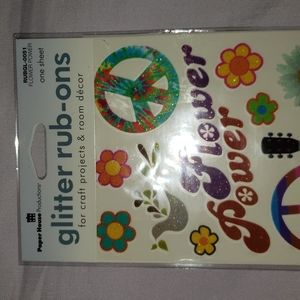 RUBGL-0051
FLOWER POWER
one sheet
glitter rub-ons
for craft projects & room décor
Paper House Productions®
Flower
Power